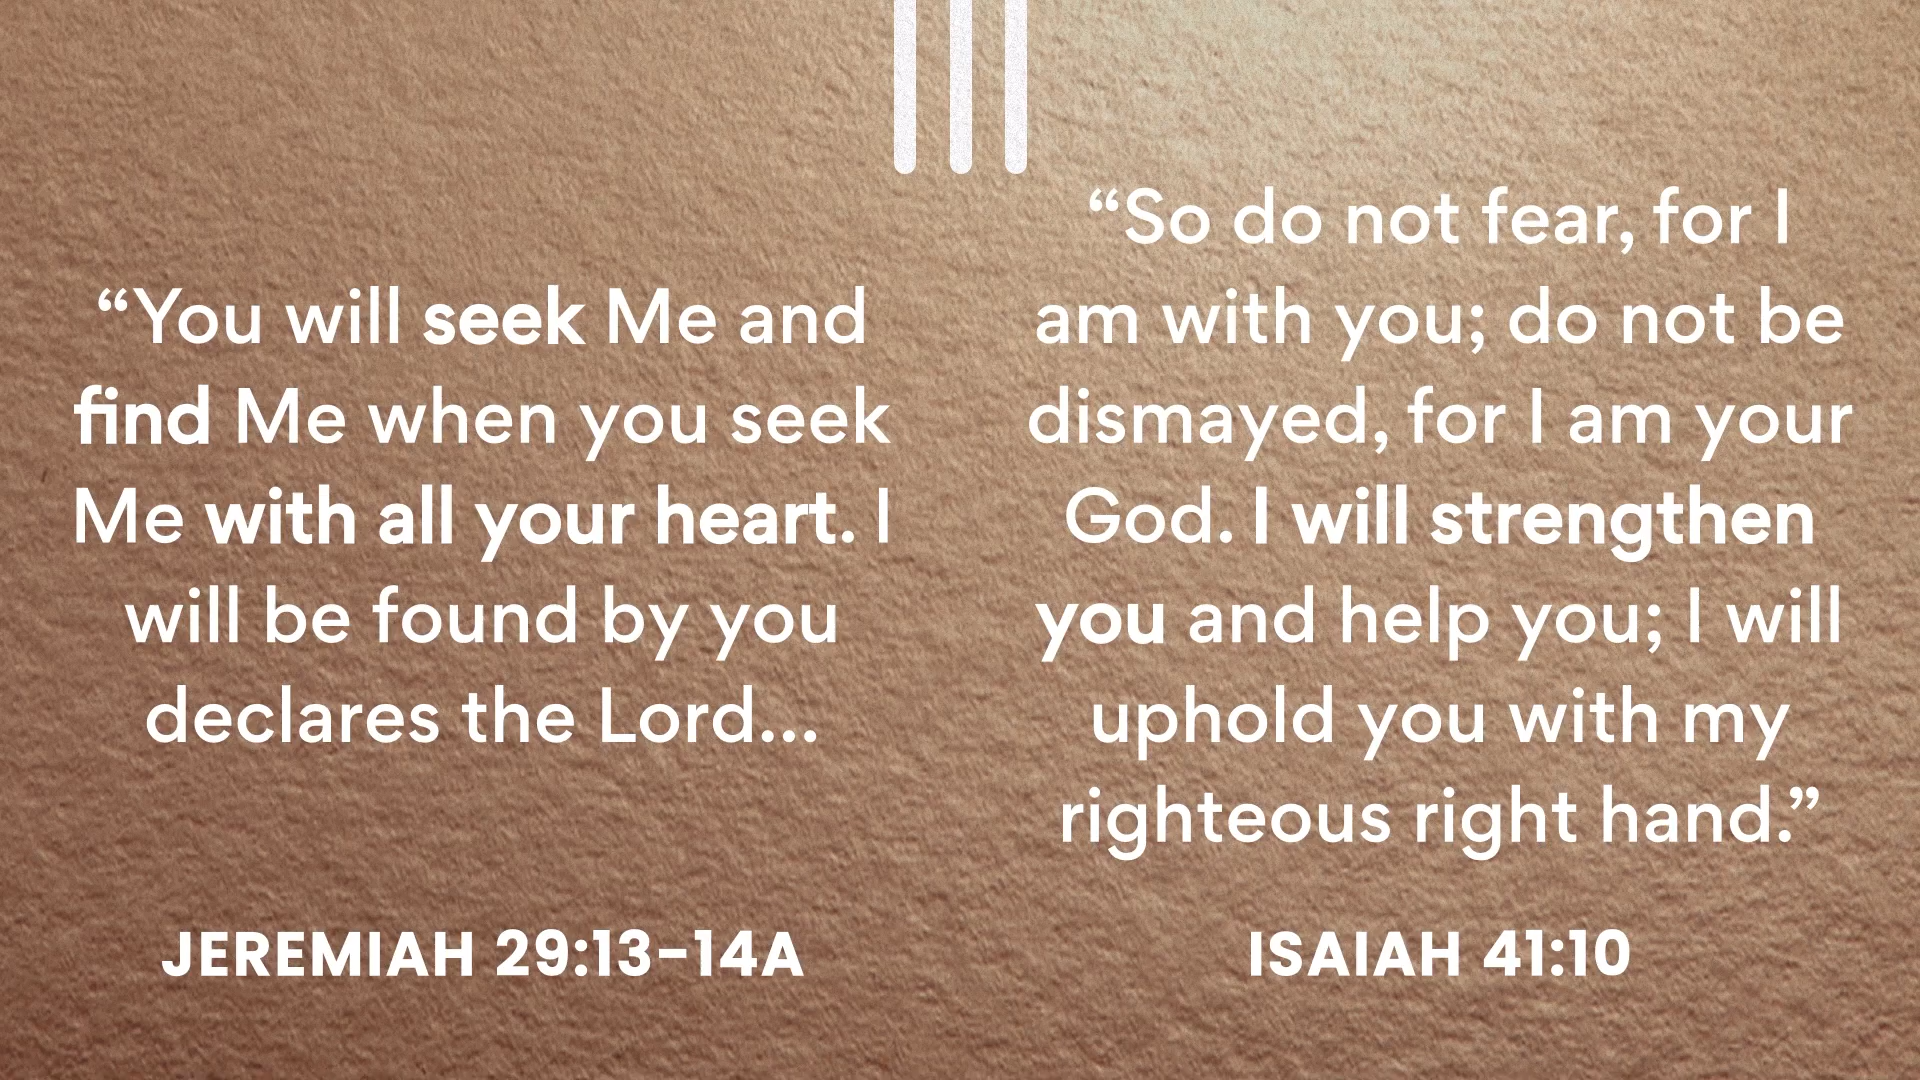 “You will seek Me and
find Me when you seek
Me with all your heart. I
will be found by you
declares the Lord...
JEREMIAH 29:13-14A
“So do not fear, for I
am with you; do not be
dismayed, for I am your
God. I will strengthen
you and help you; I will
uphold you with my
righteous right hand.”
ISAIAH 41:10